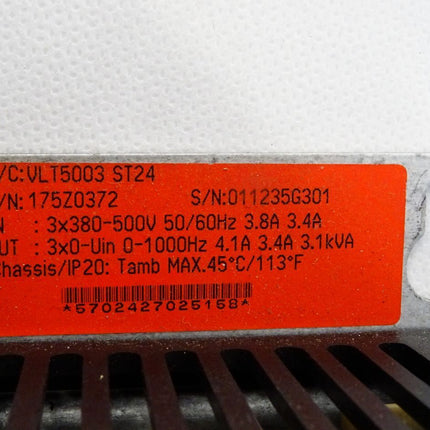 /C:VLT5003 ST24
/N:175Z0372 S/N:011235G301
N : 3x380-500V 50/60Hz 3.8A 3.4A
UT : 3x0-Uin 0-1000Hz 4.1A 3.4A 3.1kVA
hassis/IP20: Tamb MAX.45°C/113°F
*5702427025158*